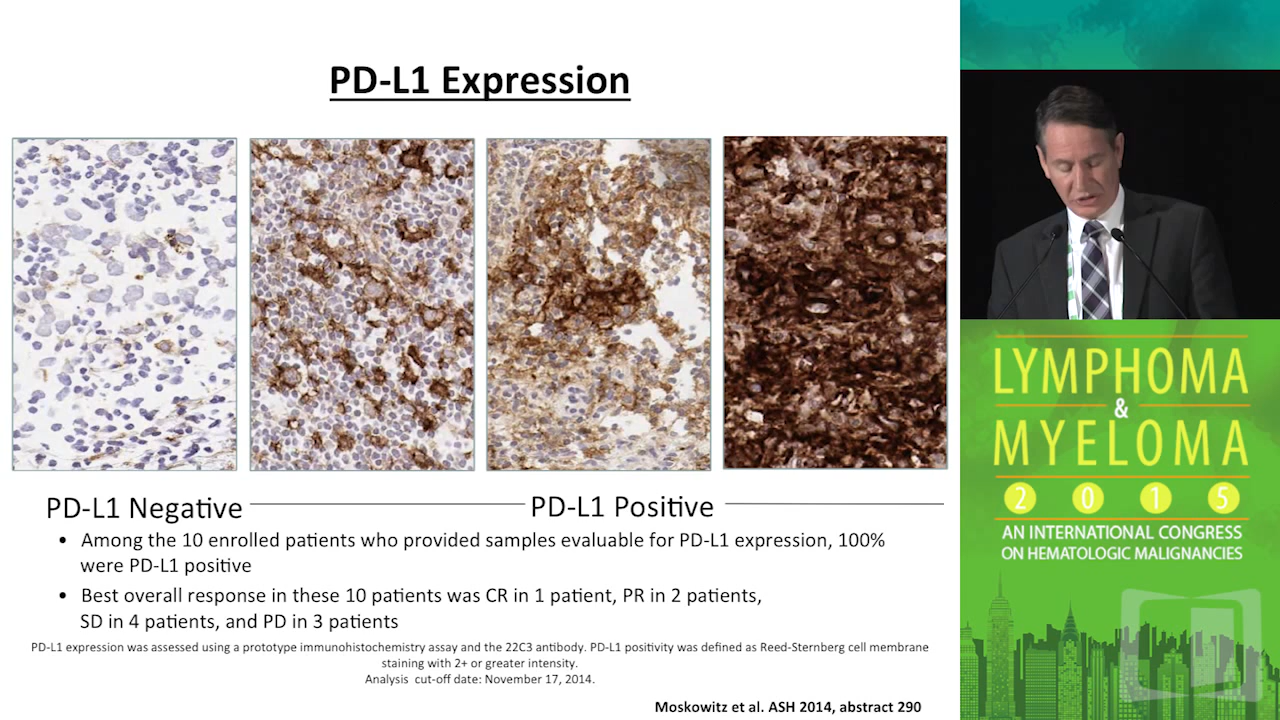 PD-L1 Expression
PD-L1 Negative
PD-L1 Positive
• Among the 10 enrolled patients who provided samples evaluable for PD-L1 expression, 100%
were PD-L1 positive
• Best overall response in these 10 patients was CR in 1 patient, PR in 2 patients,
SD in 4 patients, and PD in 3 patients
PD-L1 expression was assessed using a prototype immunohistochemistry assay and the 22C3 antibody. PD-L1 positivity was defined as Reed-Sternberg cell membrane
staining with 2+ or greater intensity.
Analysis cut-off date: November 17, 2014.
Moskowitz et al. ASH 2014, abstract 290
LYMPHOMA
&
MYELOMA
2 0 1 5
AN INTERNATIONAL CONGRESS
ON HEMATOLOGIC MALIGNANCIES